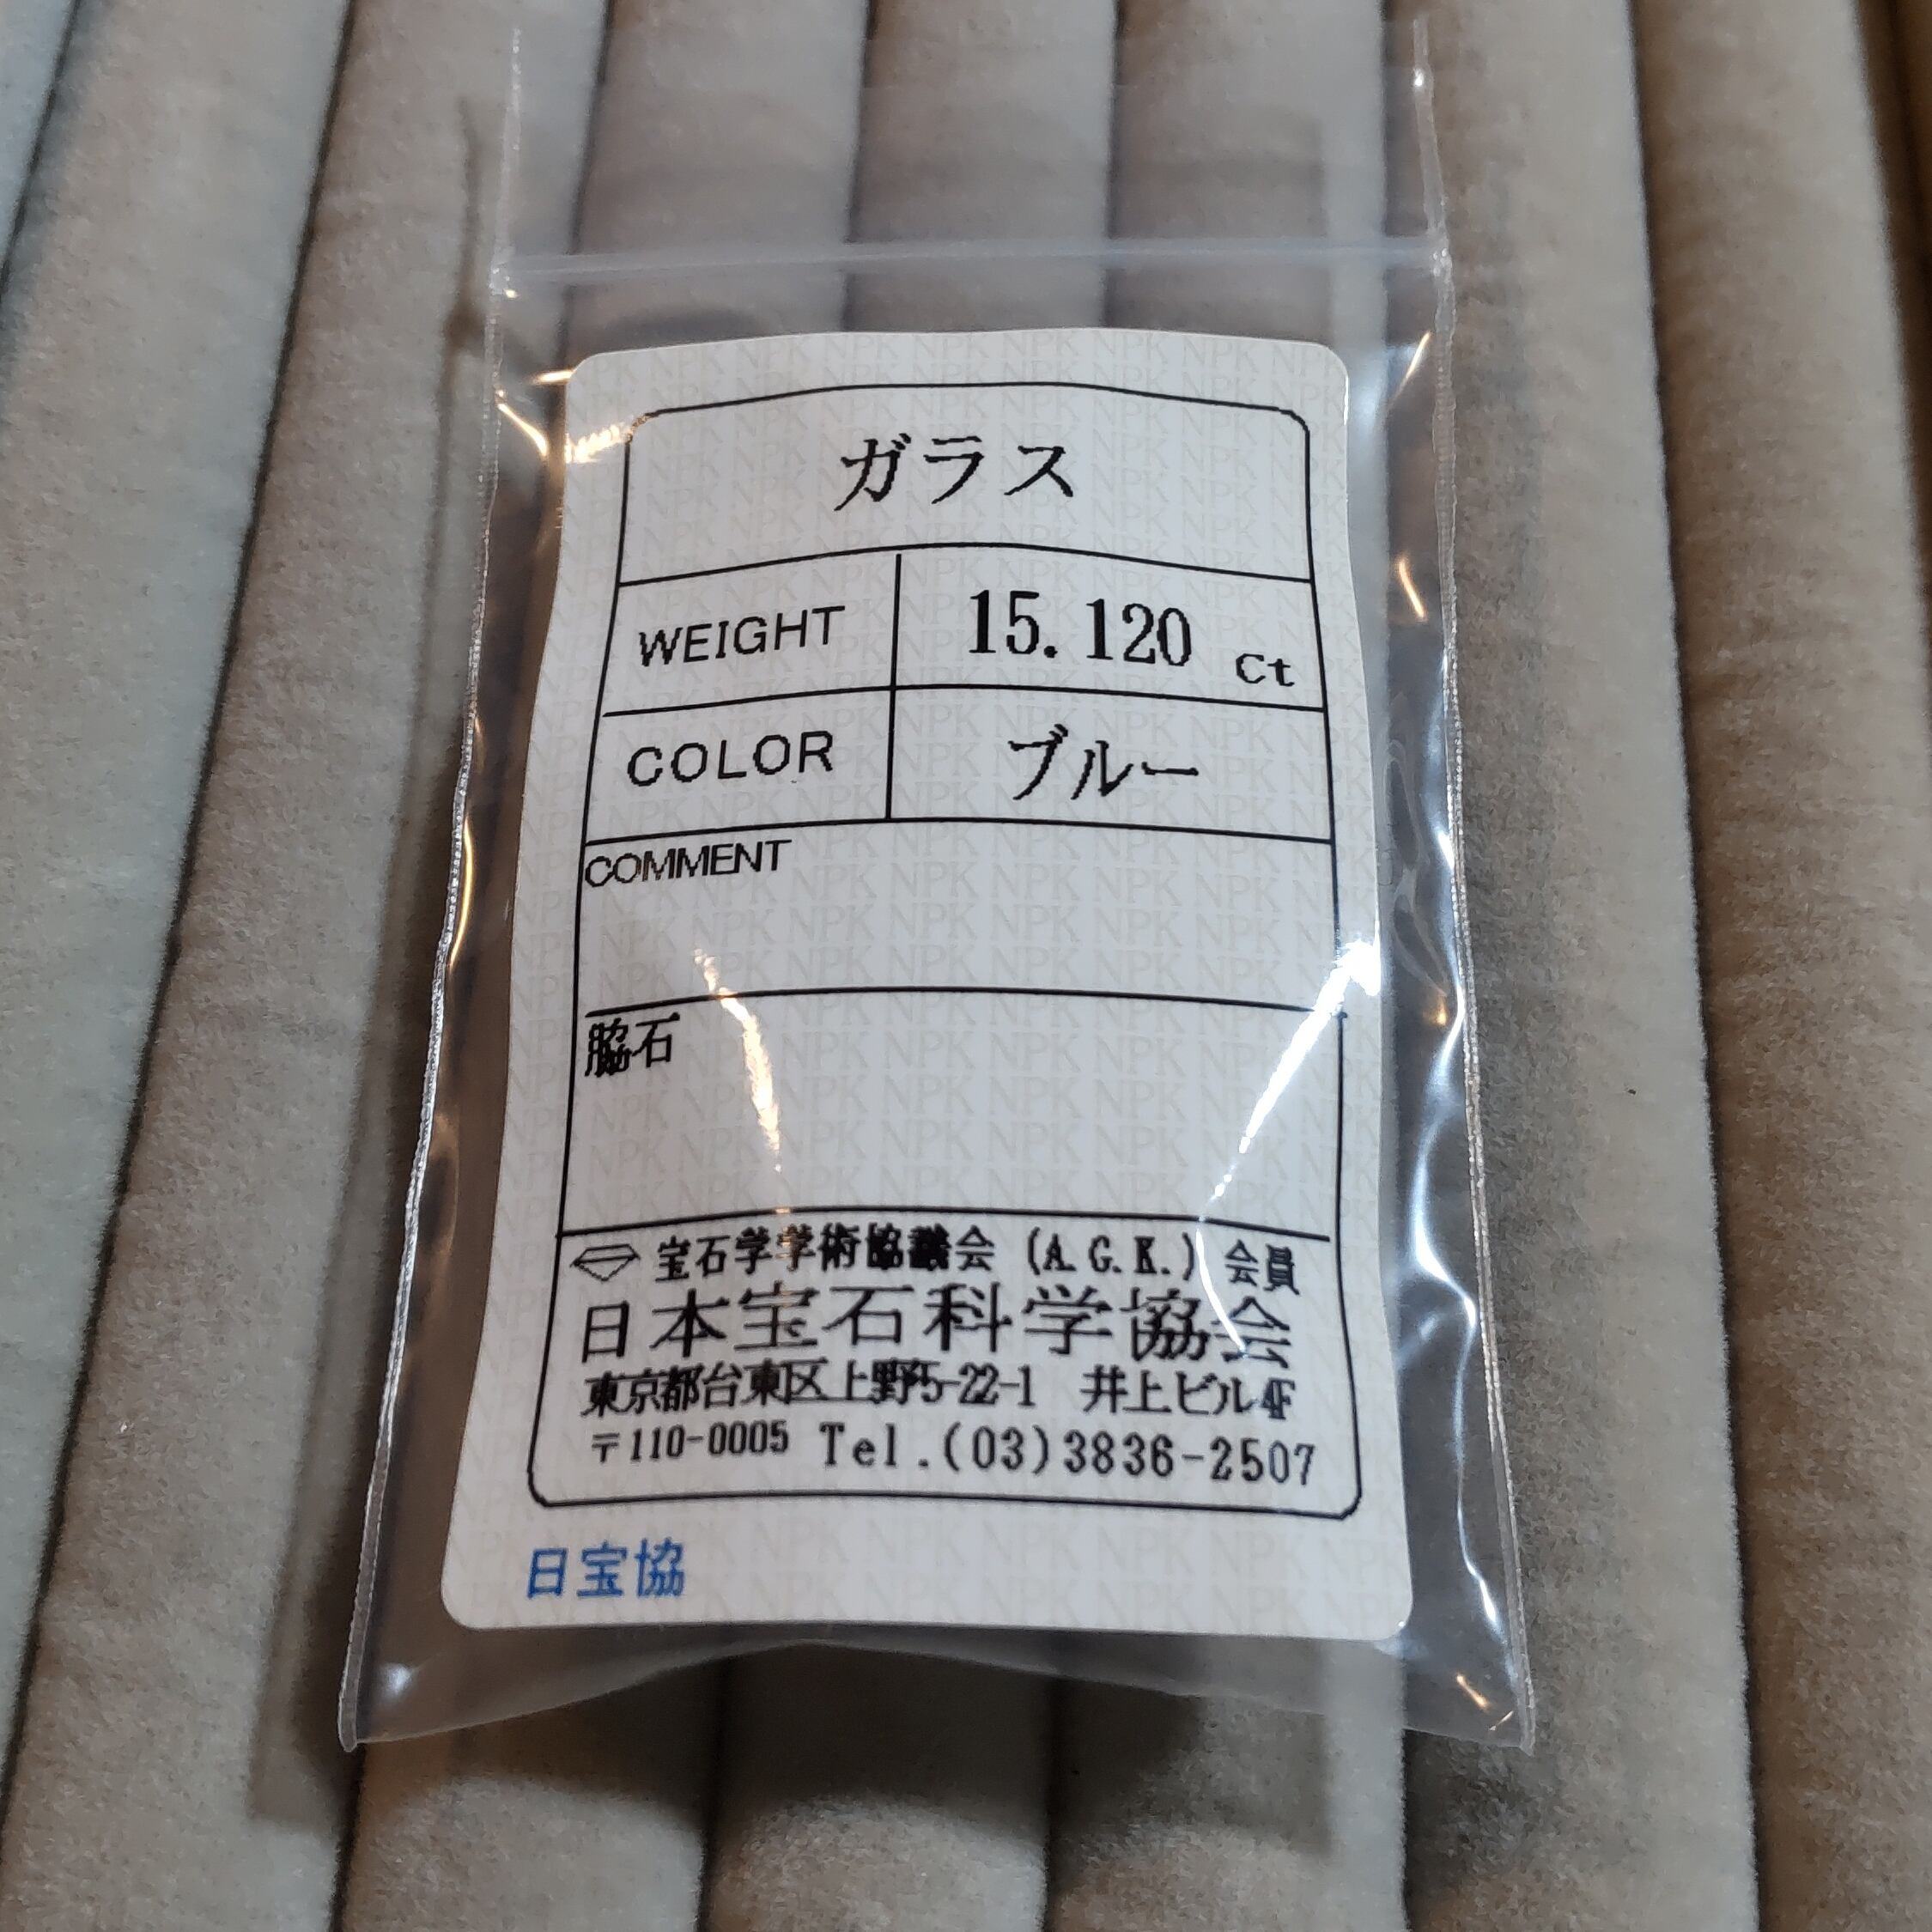 ガラス
WEIGHT 15.120 ct
COLOR ブルー
COMMENT
脇石
宝石学学術協議会 (A.G.K.) 会員
日本宝石科学協会
東京都台東区上野5-22-1 井上ビル4F
〒110-0005 Tel.(03)3836-2507
日宝協